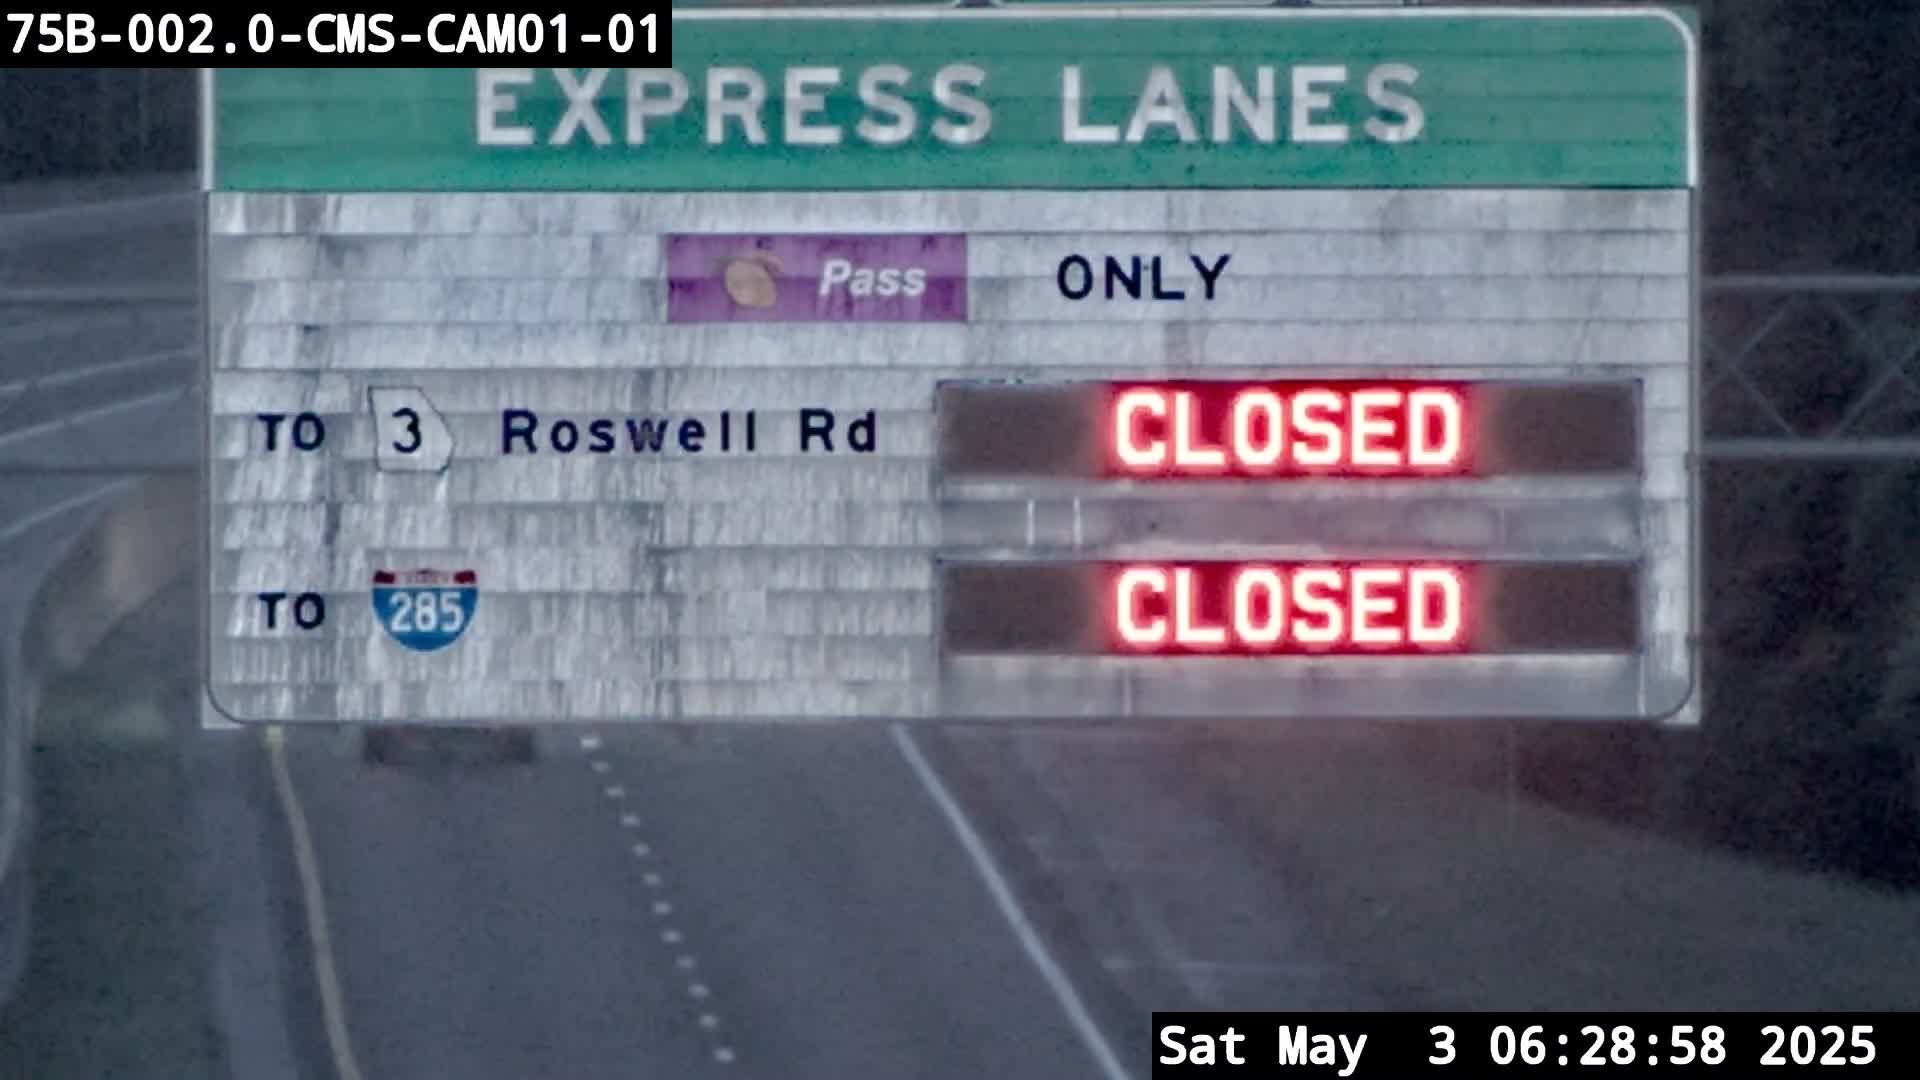 75B-002.0-CMS-CAM01-01
EXPRESS LANES
Pass ONLY
TO 3 Roswell Rd CLOSED
TO 285 CLOSED
Sat May 3 06:28:58 2025